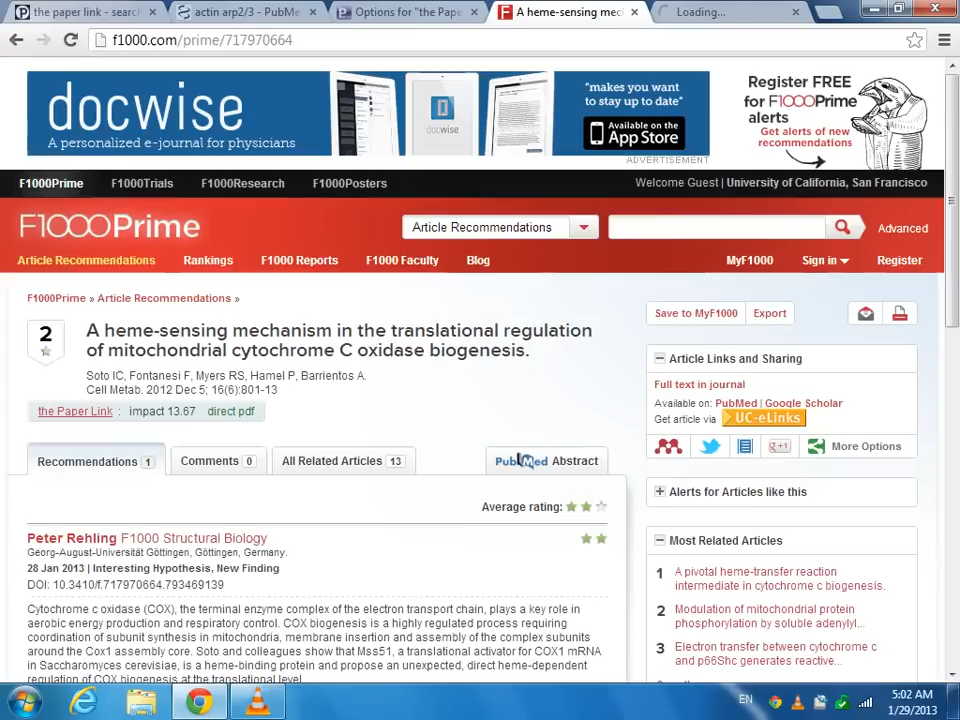 the paper link - searc
actin arp2/3 - PubMe
Options for "the Pape
A heme-sensing mec
Loading...
f1000.com/prime/717970664
docwise
A personalized e-journal for physicians
"makes you want
to stay up to date"
Available on the
App Store
ADVERTISEMENT
Register FREE
for F1000Prime
alerts
Get alerts of new
recommendations
F1000Prime F1000Trials F1000Research F1000Posters
Welcome Guest | University of California, San Francisco
F1000Prime
Article Recommendations
Advanced
Article Recommendations Rankings F1000 Reports F1000 Faculty Blog
MyF1000 Sign in Register
F1000Prime » Article Recommendations »
2
A heme-sensing mechanism in the translational regulation
of mitochondrial cytochrome C oxidase biogenesis.
Soto IC, Fontanesi F, Myers RS, Hamel P, Barrientos A.
Cell Metab. 2012 Dec 5; 16(6):801-13
the Paper Link : impact 13.67 direct pdf
Recommendations 1
Comments 0
All Related Articles 13
PubMed Abstract
Average rating:
Peter Rehling F1000 Structural Biology
Georg-August-Universität Göttingen, Göttingen, Germany.
28 Jan 2013 | Interesting Hypothesis, New Finding
DOI: 10.3410/f.717970664.793469139
Cytochrome c oxidase (COX), the terminal enzyme complex of the electron transport chain, plays a key role in
aerobic energy production and respiratory control. COX biogenesis is a highly regulated process requiring
coordination of subunit synthesis in mitochondria, membrane insertion and assembly of the complex subunits
around the Cox1 assembly core. Soto and colleagues show that Mss51, a translational activator for COX1 mRNA
in Saccharomyces cerevisiae, is a heme-binding protein and propose an unexpected, direct heme-dependent
regulation of COX biogenesis at the translational level.
Save to MyF1000 Export
Article Links and Sharing
Full text in journal
Available on: PubMed | Google Scholar
Get article via UC-eLinks
+1
More Options
Alerts for Articles like this
Most Related Articles
1 A pivotal heme-transfer reaction
intermediate in cytochrome c biogenesis.
2 Modulation of mitochondrial protein
phosphorylation by soluble adenylyl...
3 Electron transfer between cytochrome c
and p66Shc generates reactive...
EN
5:02 AM
1/29/2013